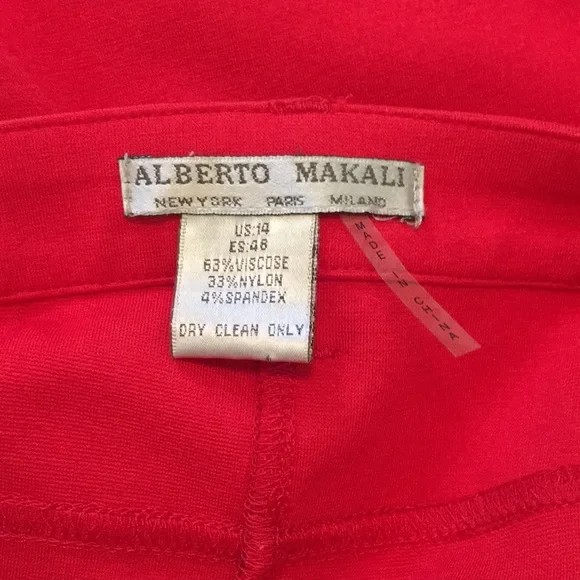 ALBERTO MAKALI
NEW YORK PARIS MILANO
US:14
ES:48
63%VISCOSE
33%NYLON
4%SPANDEX
DRY CLEAN ONLY
MADE IN CHINA